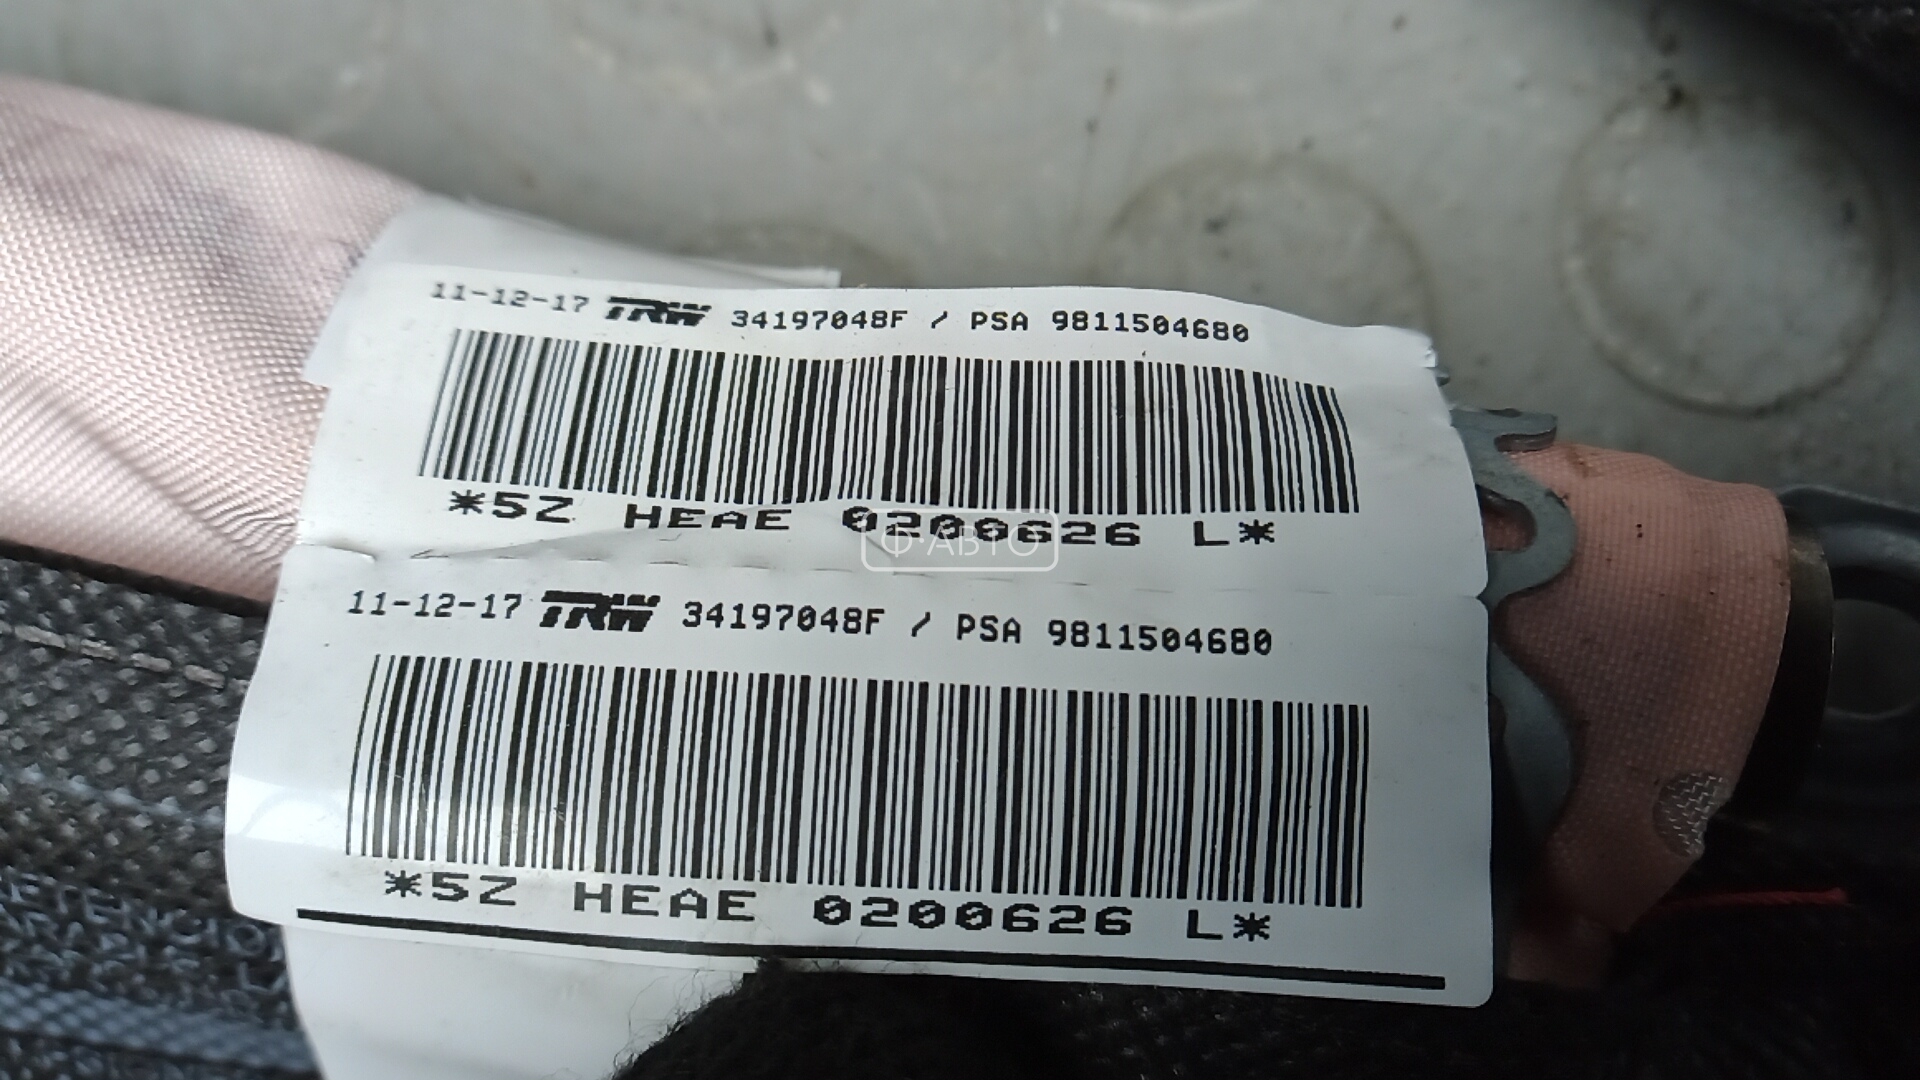 11-12-17 TRW 34197048F / PSA 9811504680
*5Z HEAE 0200626 L*
Ф·АВТО
11-12-17 TRW 34197048F / PSA 9811504680
*5Z HEAE 0200626 L*